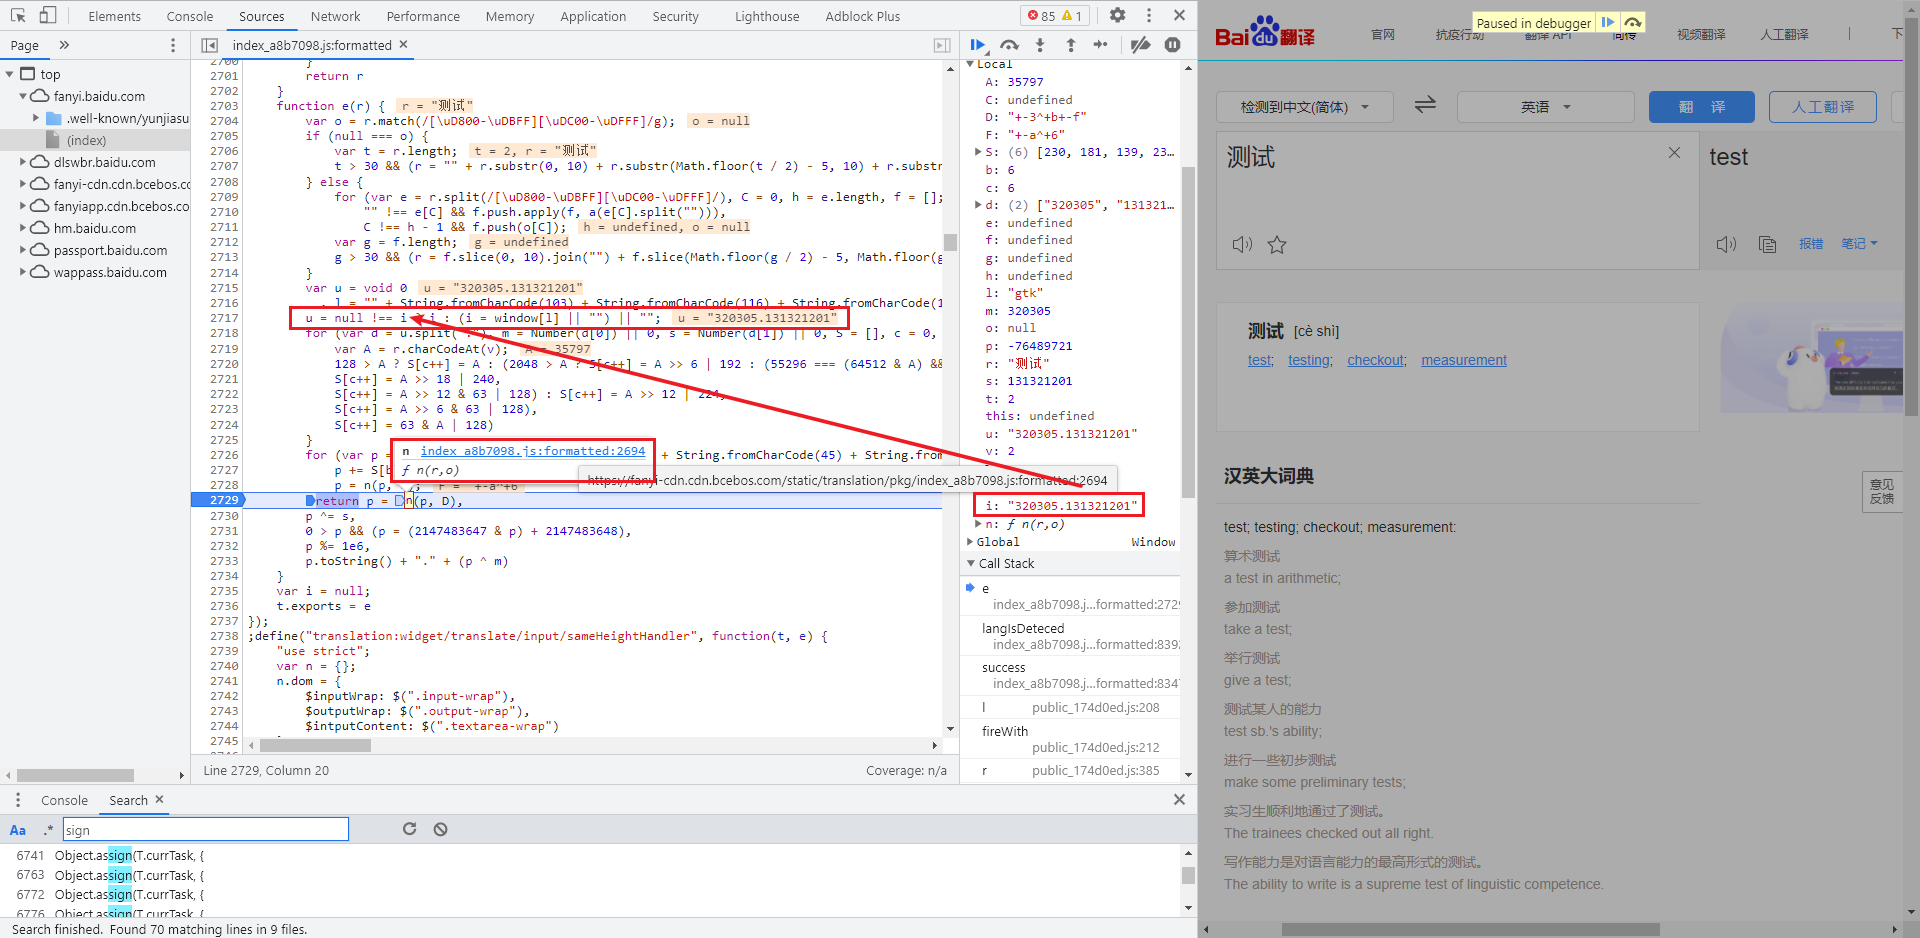 Elements Console Sources Network Performance Memory Application Security Lighthouse Adblock Plus 85 1
Page » index_a8b7098.js:formatted ×
top
fanyi.baidu.com
.well-known/yunjiasu
(index)
dlswbr.baidu.com
fanyi-cdn.cdn.bcebos.co
fanyiapp.cdn.bcebos.co
hm.baidu.com
passport.baidu.com
wappass.baidu.com
2700 }
2701 return r
2702 }
2703 function e(r) { r = "测试"
2704 var o = r.match(/[\uD800-\uDBFF][\uDC00-\uDFFF]/g); o = null
2705 if (null === o) {
2706 var t = r.length; t = 2, r = "测试"
2707 t > 30 && (r = "" + r.substr(0, 10) + r.substr(Math.floor(t / 2) - 5, 10) + r.subst
2708 } else {
2709 for (var e = r.split(/[\uD800-\uDBFF][\uDC00-\uDFFF]/), C = 0, h = e.length, f = [];
2710 "" !== e[C] && f.push.apply(f, a(e[C].split(""))),
2711 C !== h - 1 && f.push(o[C]); h = undefined, o = null
2712 var g = f.length; g = undefined
2713 g > 30 && (r = f.slice(0, 10).join("") + f.slice(Math.floor(g / 2) - 5, Math.floor(g
2714 }
2715 var u = void 0 u = "320305.131321201"
2716 , l = "" + String.fromCharCode(103) + String.fromCharCode(116) + String.fromCharCode(1
2717 u = null !== i ? i : (i = window[l] || "") || ""; u = "320305.131321201"
2718 for (var d = u.split("."), m = Number(d[0]) || 0, s = Number(d[1]) || 0, S = [], c = 0,
2719 var A = r.charCodeAt(v); A = 35797
2720 128 > A ? S[c++] = A : (2048 > A ? S[c++] = A >> 6 | 192 : (55296 === (64512 & A) &&
2721 S[c++] = A >> 18 | 240,
2722 S[c++] = A >> 12 & 63 | 128) : S[c++] = A >> 12 | 224,
2723 S[c++] = A >> 6 & 63 | 128),
2724 S[c++] = 63 & A | 128)
2725 }
2726 for (var p = + String.fromCharCode(45) + String.from
2727 p += S[b
2728 p = n(p, ; F = "+-a^+6"
2729 return p = n(p, D),
2730 p ^= s,
2731 0 > p && (p = (2147483647 & p) + 2147483648),
2732 p %= 1e6,
2733 p.toString() + "." + (p ^ m)
2734 }
2735 var i = null;
2736 t.exports = e
2737 });
2738 ;define("translation:widget/translate/input/sameHeightHandler", function(t, e) {
2739 "use strict";
2740 var n = {};
2741 n.dom = {
2742 $inputWrap: $(".input-wrap"),
2743 $outputWrap: $(".output-wrap"),
2744 $intputContent: $(".textarea-wrap")
2745
n index_a8b7098.js:formatted:2694
ƒ n(r,o)
https://fanyi-cdn.cdn.bcebos.com/static/translation/pkg/index_a8b7098.js:formatted:2694
Line 2729, Column 20 Coverage: n/a
Local
A: 35797
C: undefined
D: "+-3^+b+-f"
F: "+-a^+6"
S: (6) [230, 181, 139, 23…
b: 6
c: 6
d: (2) ["320305", "131321…
e: undefined
f: undefined
g: undefined
h: undefined
l: "gtk"
m: 320305
o: null
p: -76489721
r: "测试"
s: 131321201
t: 2
this: undefined
u: "320305.131321201"
v: 2
i: "320305.131321201"
n: ƒ n(r,o)
Global Window
Call Stack
e
index_a8b7098.j…formatted:2729
langIsDeteced
index_a8b7098.j…formatted:8392
success
index_a8b7098.j…formatted:8347
l public_174d0ed.js:208
fireWith
public_174d0ed.js:212
r public_174d0ed.js:385
Console Search ×
Aa .* sign
6741 Object.assign(T.currTask, {
6763 Object.assign(T.currTask, {
6772 Object.assign(T.currTask, {
6776 Object.assign(T.currTask, {
Search finished. Found 70 matching lines in 9 files.
Paused in debugger
Bai du 翻译 官网 抗疫行动 翻译 API 同传 视频翻译 人工翻译 | 下
检测到中文(简体) 英语 翻 译 人工翻译
测试
test
报错 笔记
测试 [cè shì]
test; testing; checkout; measurement
汉英大词典
意见
反馈
test; testing; checkout; measurement:
算术测试
a test in arithmetic;
参加测试
take a test;
举行测试
give a test;
测试某人的能力
test sb.'s ability;
进行一些初步测试
make some preliminary tests;
实习生顺利地通过了测试。
The trainees checked out all right.
写作能力是对语言能力的最高形式的测试。
The ability to write is a supreme test of linguistic competence.